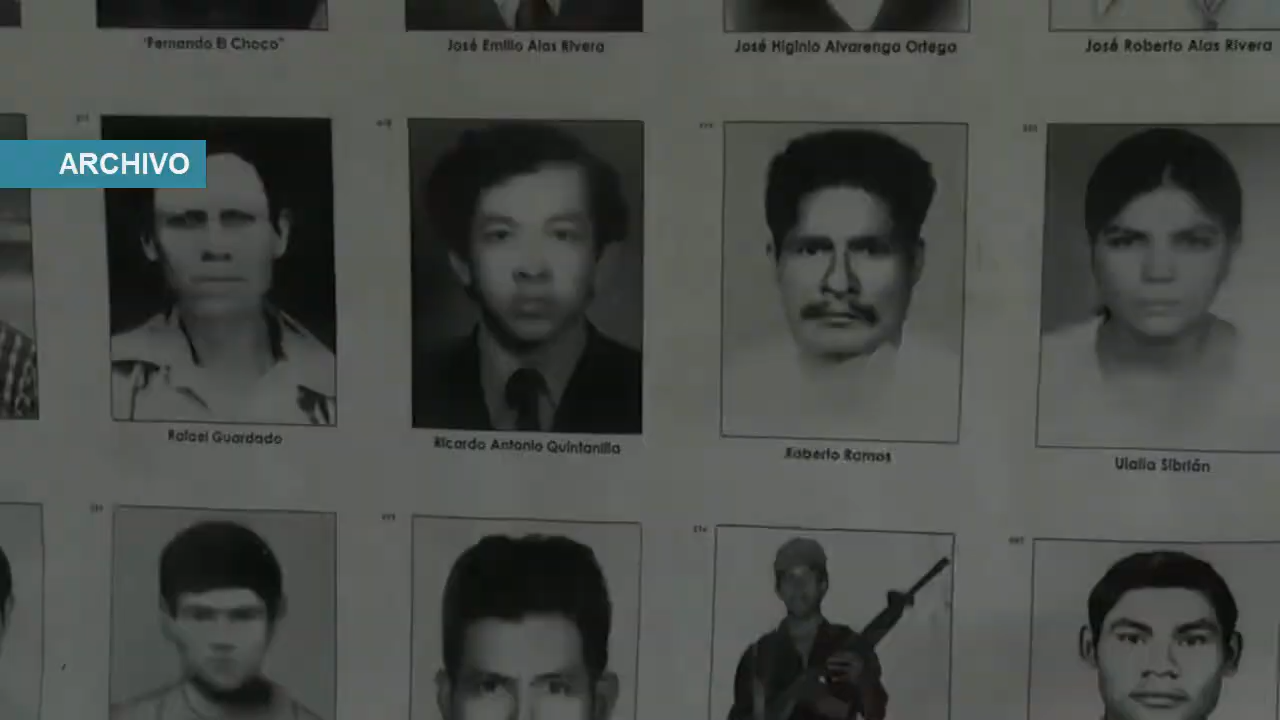 "Fernando El Choco"
José Emilio Alas Rivera
José Higinio Alvarenga Ortega
José Roberto Alas Rivera
ARCHIVO
Rafael Guardado
Ricardo Antonio Quintanilla
Roberto Ramos
Ulalia Sibrián